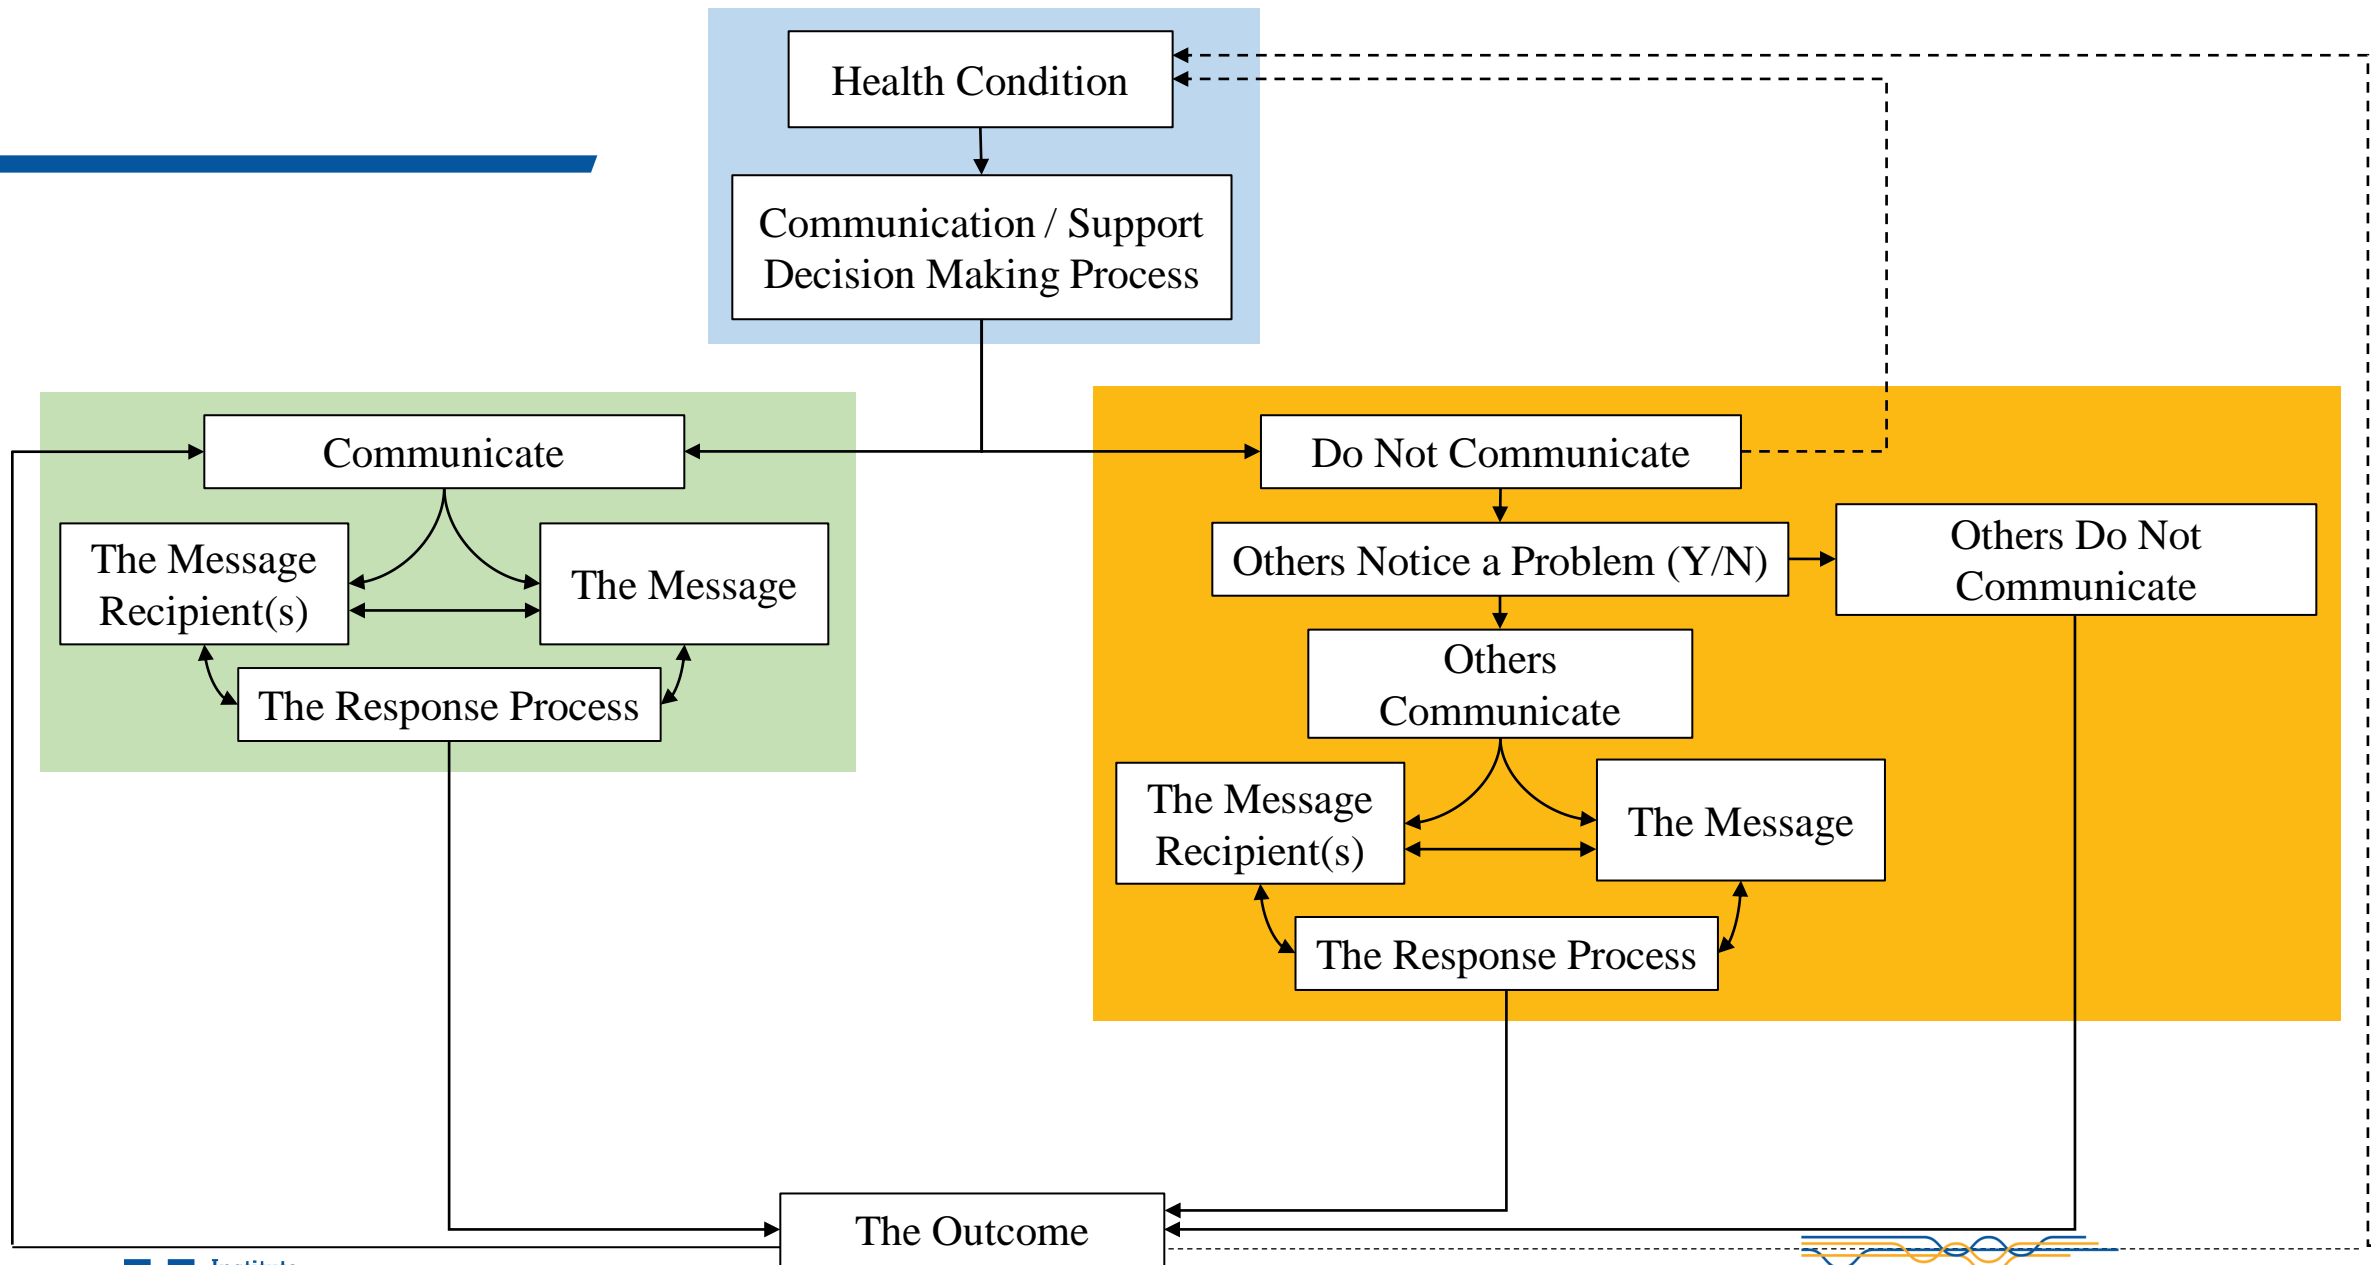 Health Condition
Communication / Support
Decision Making Process
Communicate
The Message
Recipient(s)
The Message
The Response Process
Do Not Communicate
Others Notice a Problem (Y/N)
Others Do Not
Communicate
Others
Communicate
The Message
Recipient(s)
The Message
The Response Process
The Outcome
Institute